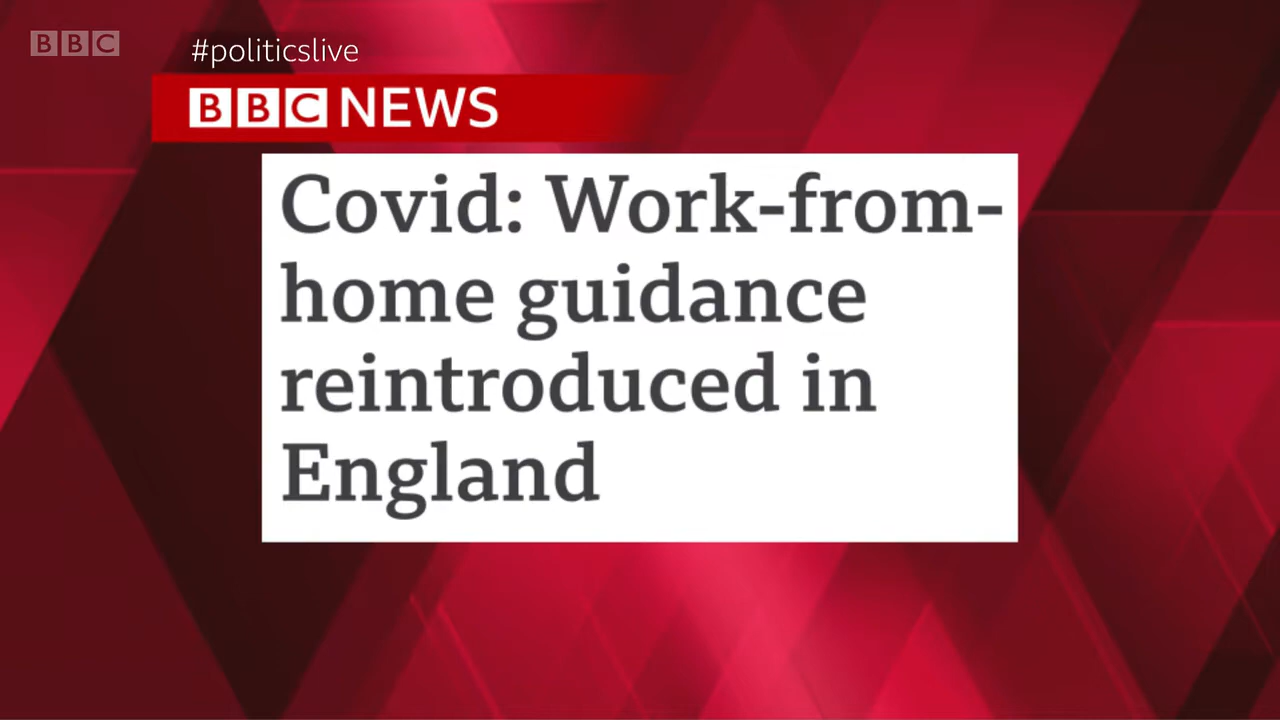 BBC
#politicslive
BBC NEWS
Covid: Work-from-
home guidance
reintroduced in
England